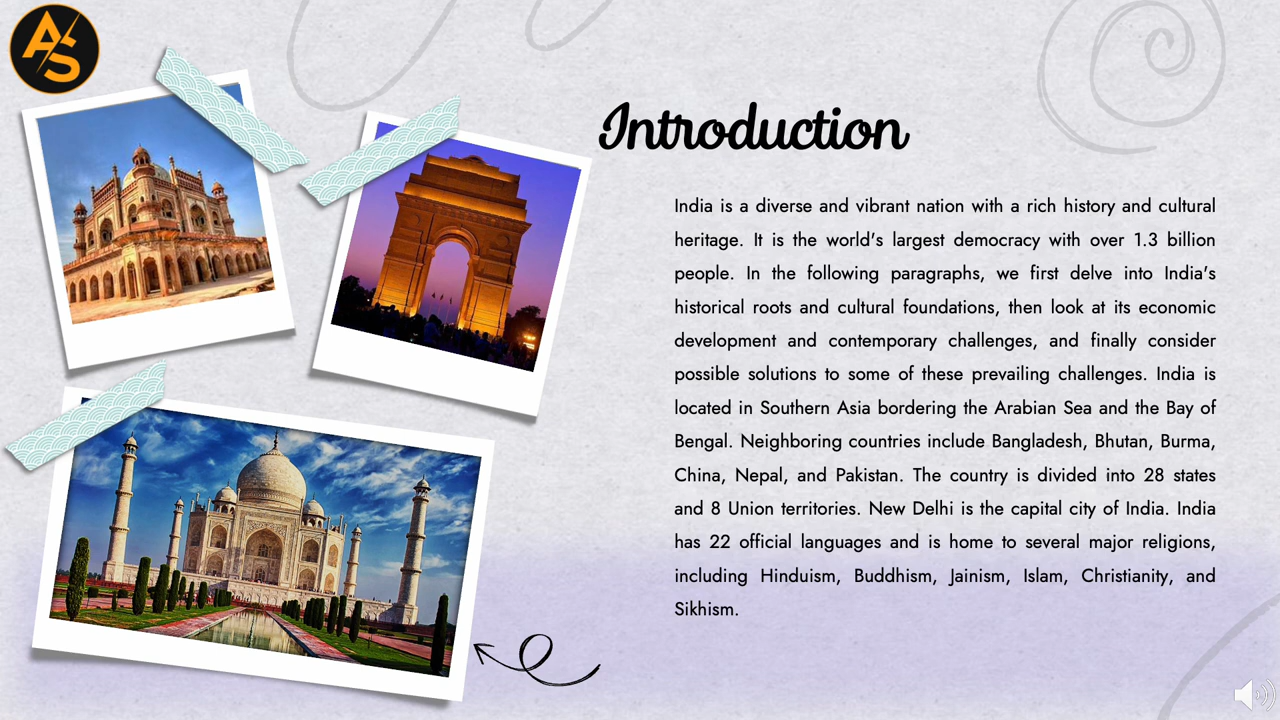 AS
Introduction
India is a diverse and vibrant nation with a rich history and cultural
heritage. It is the world's largest democracy with over 1.3 billion
people. In the following paragraphs, we first delve into India's
historical roots and cultural foundations, then look at its economic
development and contemporary challenges, and finally consider
possible solutions to some of these prevailing challenges. India is
located in Southern Asia bordering the Arabian Sea and the Bay of
Bengal. Neighboring countries include Bangladesh, Bhutan, Burma,
China, Nepal, and Pakistan. The country is divided into 28 states
and 8 Union territories. New Delhi is the capital city of India. India
has 22 official languages and is home to several major religions,
including Hinduism, Buddhism, Jainism, Islam, Christianity, and
Sikhism.